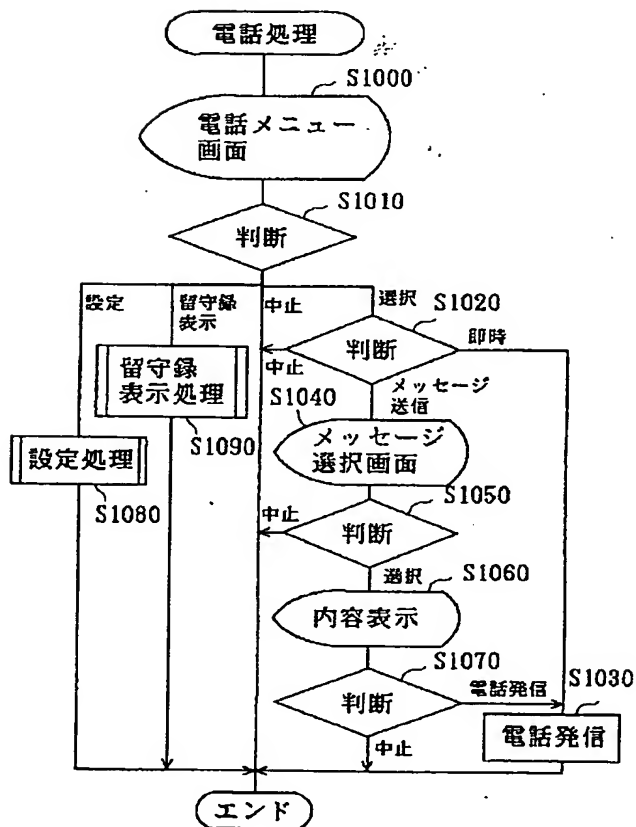 電話処理
S1000
電話メニュー
画面
S1010
判断
設定
留守録
表示
中止
選択
S1020
判断
即時
中止
留守録
表示処理
S1090
メッセージ
送信
S1040
メッセージ
選択画面
設定処理
S1080
S1050
中止
判断
選択
S1060
内容表示
S1070
判断
電話発信
S1030
電話発信
中止
エンド